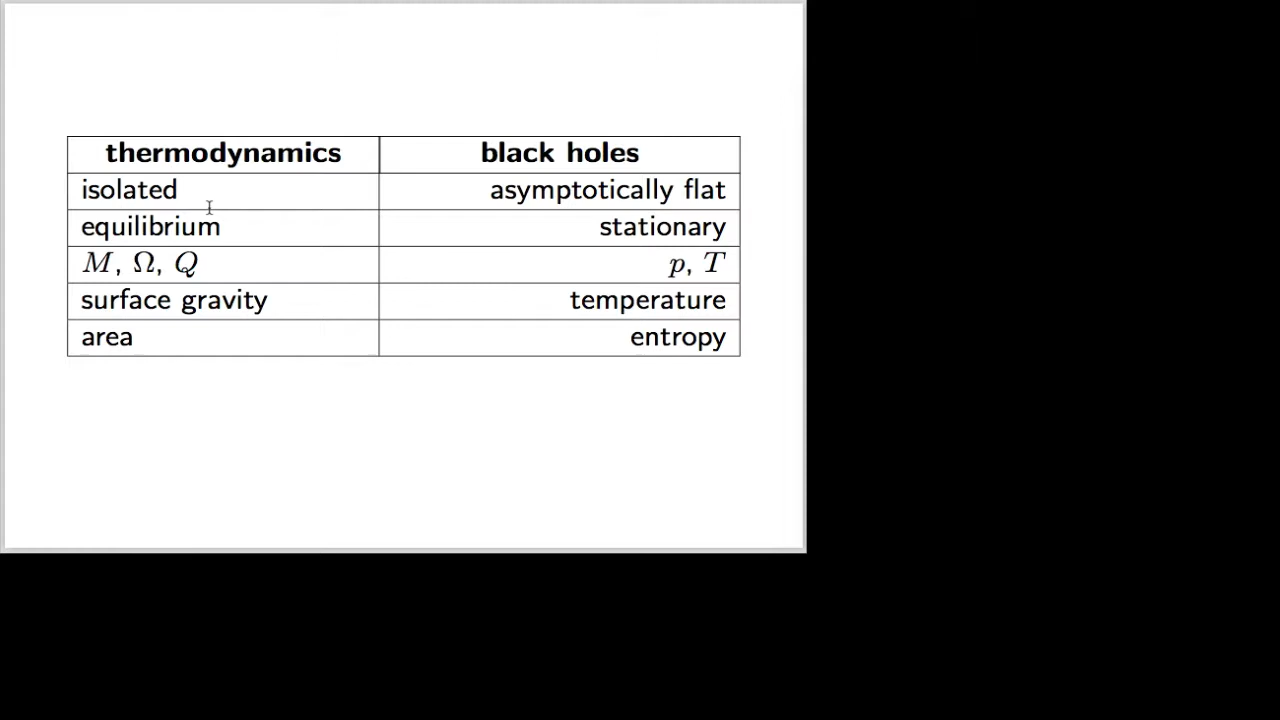 thermodynamics black holes
isolated asymptotically flat
equilibrium stationary
M, Ω, Q p, T
surface gravity temperature
area entropy